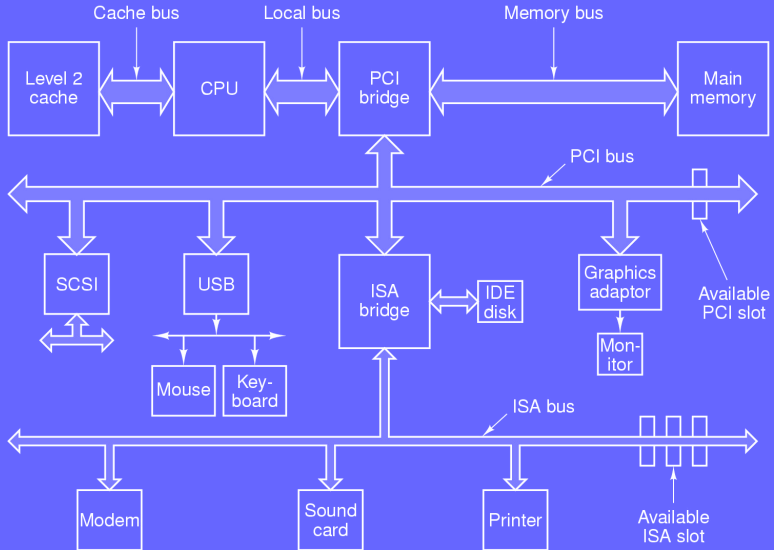 Cache bus
Local bus
Memory bus
Level 2
cache
CPU
PCI
bridge
Main
memory
PCI bus
SCSI
USB
ISA
bridge
IDE
disk
Graphics
adaptor
Available
PCI slot
Mon-
itor
Mouse
Key-
board
ISA bus
Modem
Sound
card
Printer
Available
ISA slot